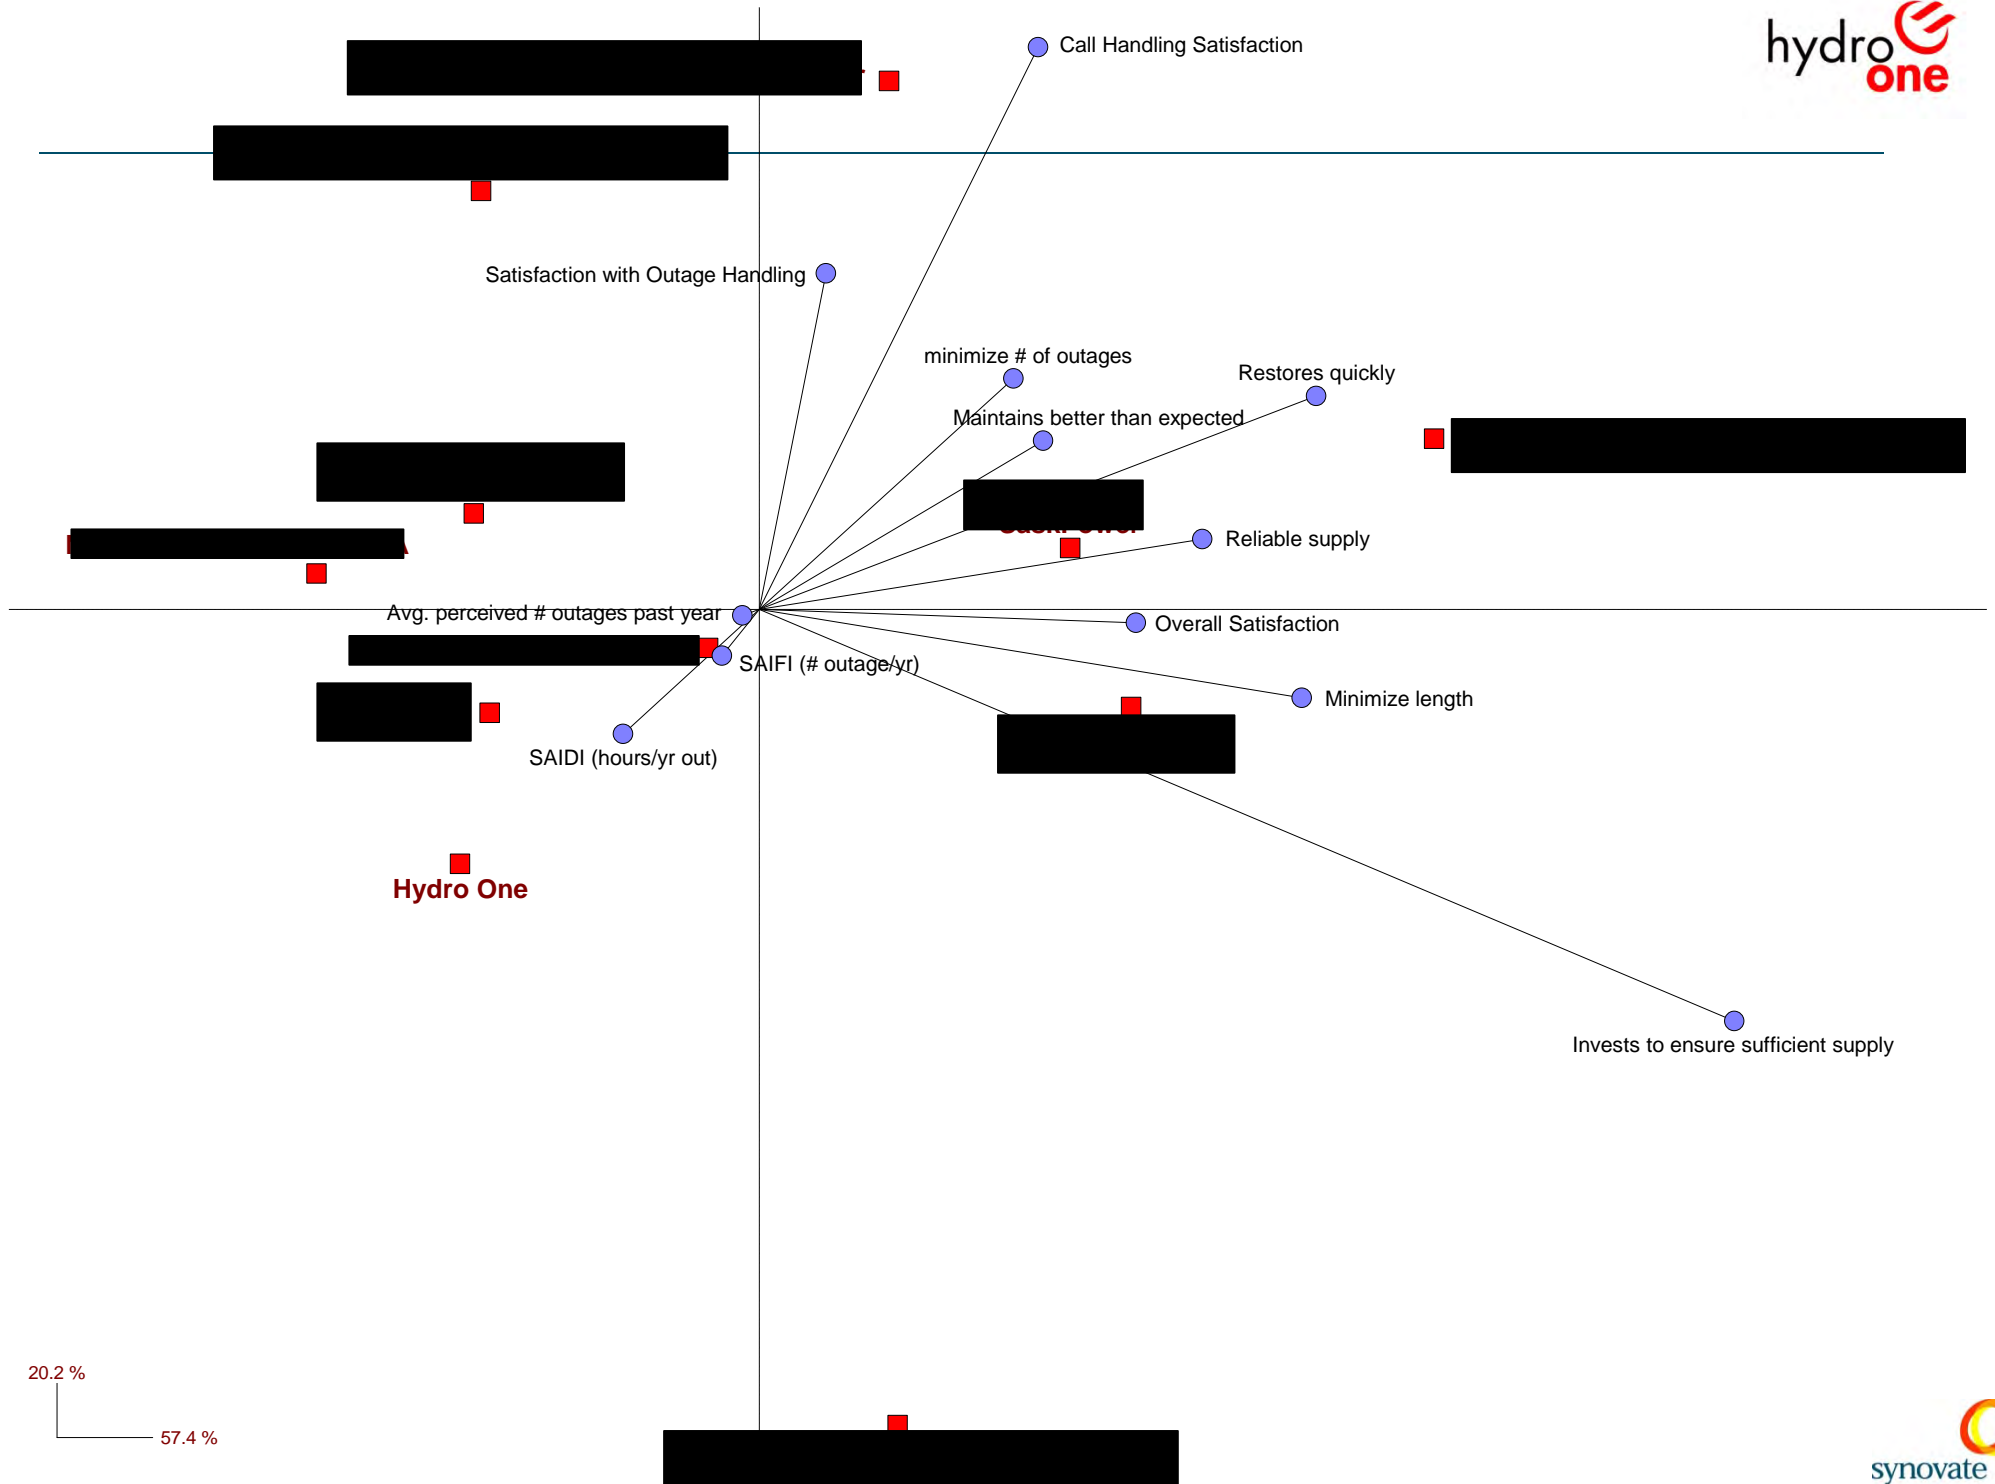 Call Handling Satisfaction
hydro
one
Satisfaction with Outage Handling
minimize # of outages
Restores quickly
Maintains better than expected
Reliable supply
Avg. perceived # outages past year
Overall Satisfaction
SAIFI (# outage/yr)
Minimize length
SAIDI (hours/yr out)
Hydro One
Invests to ensure sufficient supply
20.2 %
57.4 %
synovate